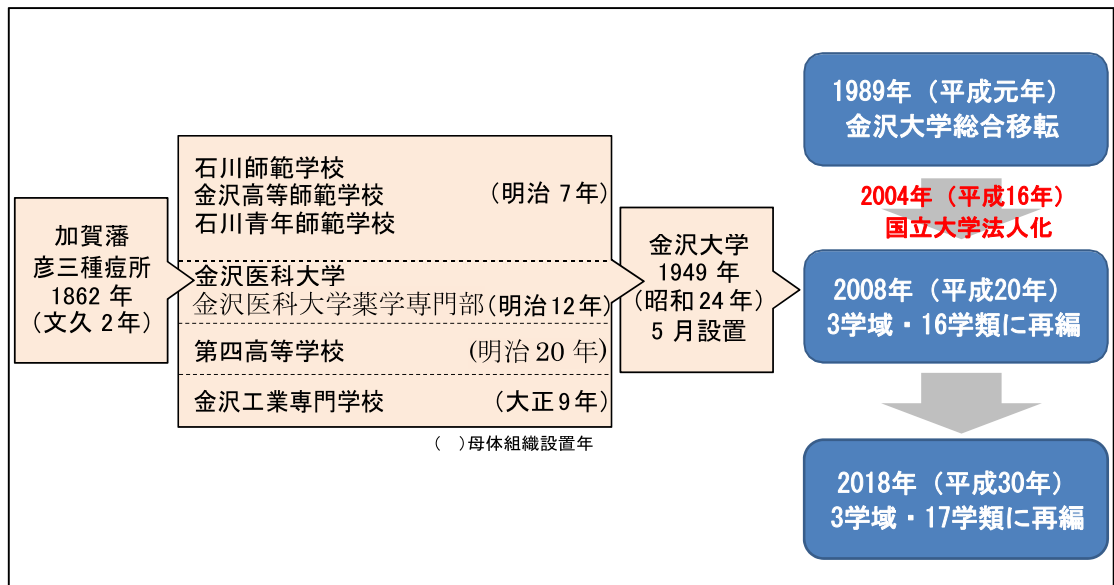 加賀藩
彦三種痘所
1862 年
(文久 2年)
石川師範学校
金沢高等師範学校 (明治 7年)
石川青年師範学校
金沢医科大学
金沢医科大学薬学専門部(明治12年)
第四高等学校 (明治 20 年)
金沢工業専門学校 (大正9年)
( )母体組織設置年
金沢大学
1949 年
(昭和24年)
5 月設置
1989年(平成元年)
金沢大学総合移転
2004年(平成16年)
国立大学法人化
2008年(平成20年)
3学域・16学類に再編
2018年(平成30年)
3学域・17学類に再編